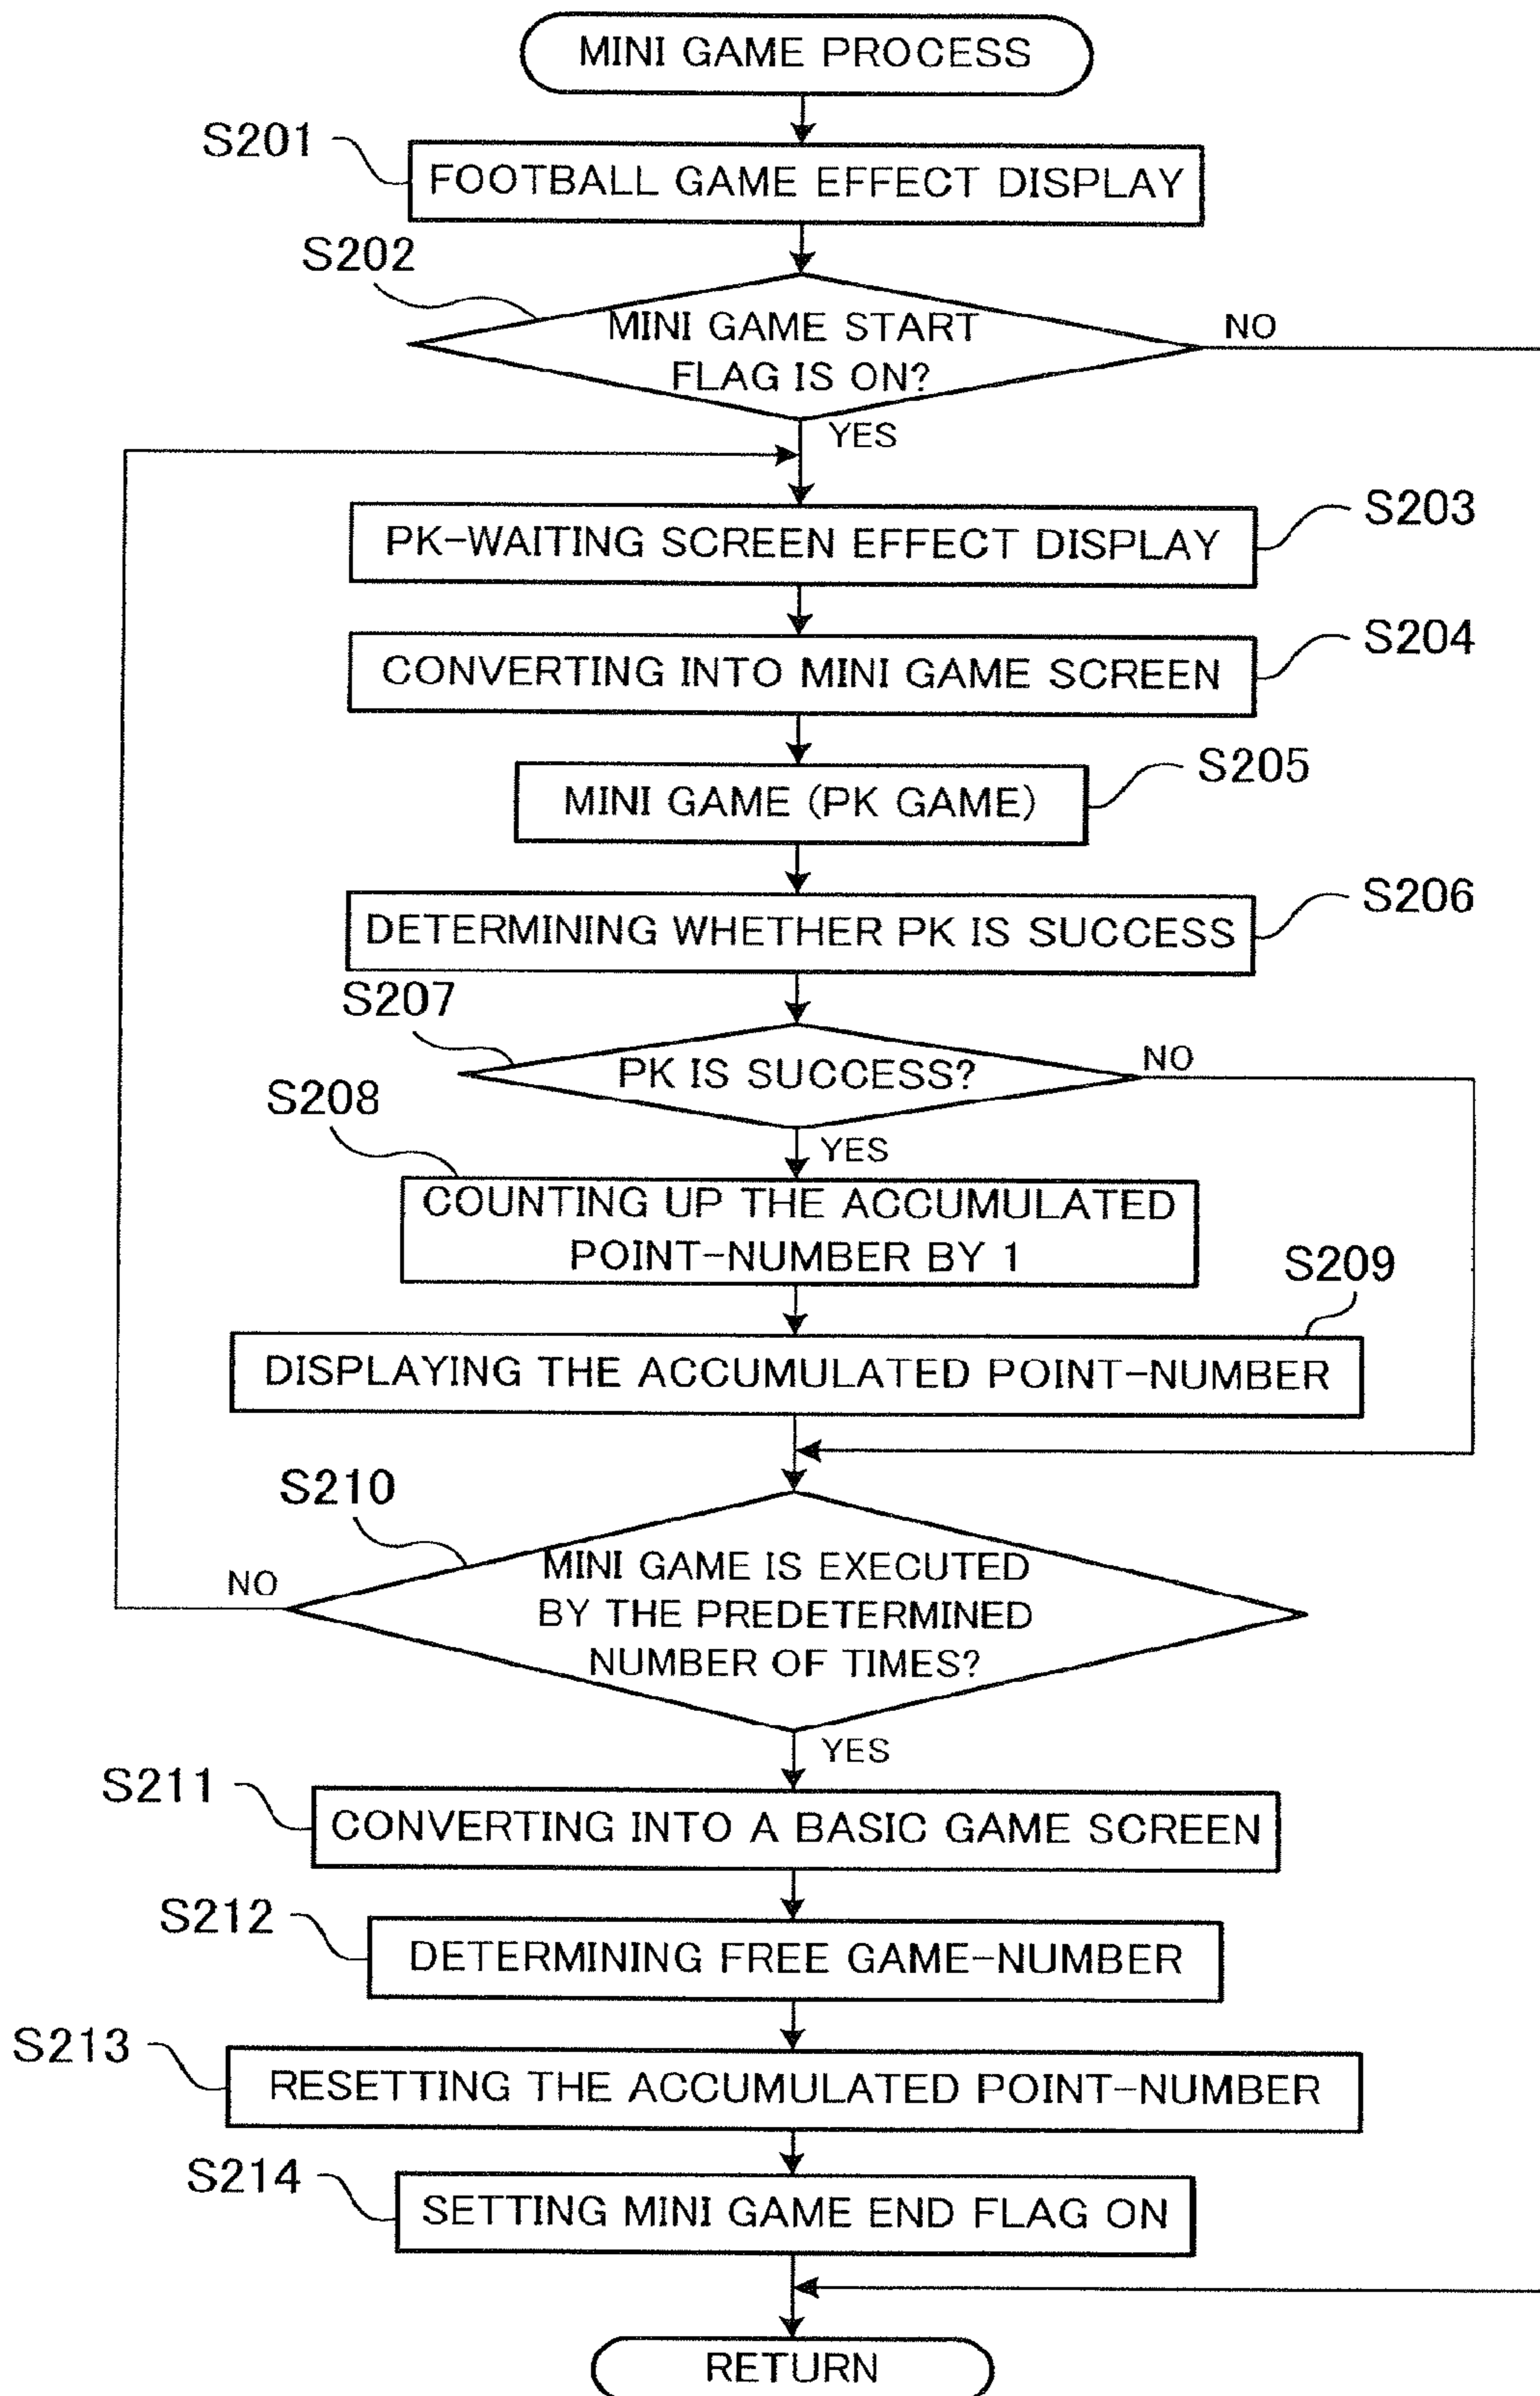 MINI GAME PROCESS
S201
FOOTBALL GAME EFFECT DISPLAY
S202
MINI GAME START
FLAG IS ON?
NO
YES
PK-WAITING SCREEN EFFECT DISPLAY
S203
CONVERTING INTO MINI GAME SCREEN
S204
MINI GAME (PK GAME)
S205
DETERMINING WHETHER PK IS SUCCESS
S206
S207
PK IS SUCCESS?
NO
YES
S208
COUNTING UP THE ACCUMULATED
POINT-NUMBER BY 1
S209
DISPLAYING THE ACCUMULATED POINT-NUMBER
S210
MINI GAME IS EXECUTED
BY THE PREDETERMINED
NUMBER OF TIMES?
NO
YES
S211
CONVERTING INTO A BASIC GAME SCREEN
S212
DETERMINING FREE GAME-NUMBER
S213
RESETTING THE ACCUMULATED POINT-NUMBER
S214
SETTING MINI GAME END FLAG ON
RETURN